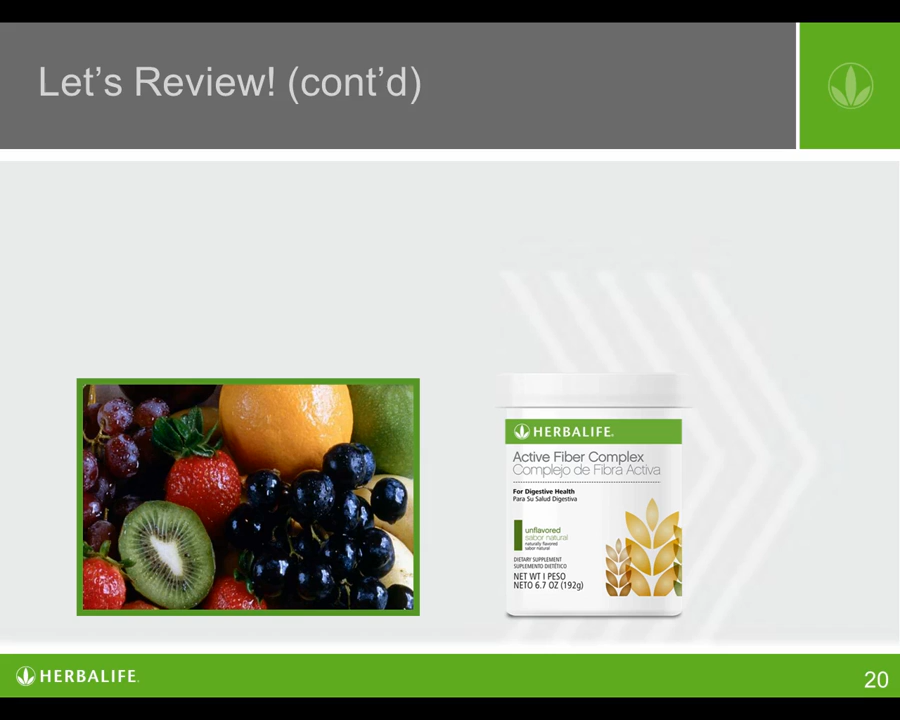 Let's Review! (cont'd)
HERBALIFE.
Active Fiber Complex
Complejo de Fibra Activa
For Digestive Health
Para Su Salud Digestiva
unflavored
sabor natural
naturally flavored
sabor natural
DIETARY SUPPLEMENT
SUPLEMENTO DIETÉTICO
NET WT | PESO
NETO 6.7 OZ (192g)
HERBALIFE.
20